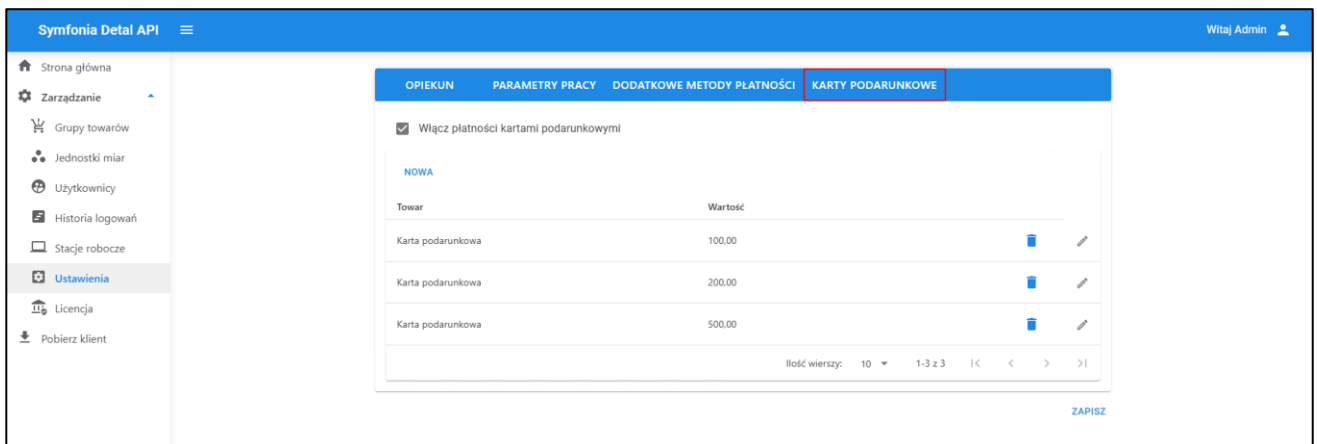 Symfonia Detal API
Witaj Admin
Strona główna
Zarządzanie
Grupy towarów
Jednostki miar
Użytkownicy
Historia logowań
Stacje robocze
Ustawienia
Licencja
Pobierz klient
OPIEKUN PARAMETRY PRACY DODATKOWE METODY PŁATNOŚCI KARTY PODARUNKOWE
Włącz płatności kartami podarunkowymi
NOWA
Towar Wartość
Karta podarunkowa 100,00
Karta podarunkowa 200,00
Karta podarunkowa 500,00
Ilość wierszy: 10 1-3 z 3
ZAPISZ